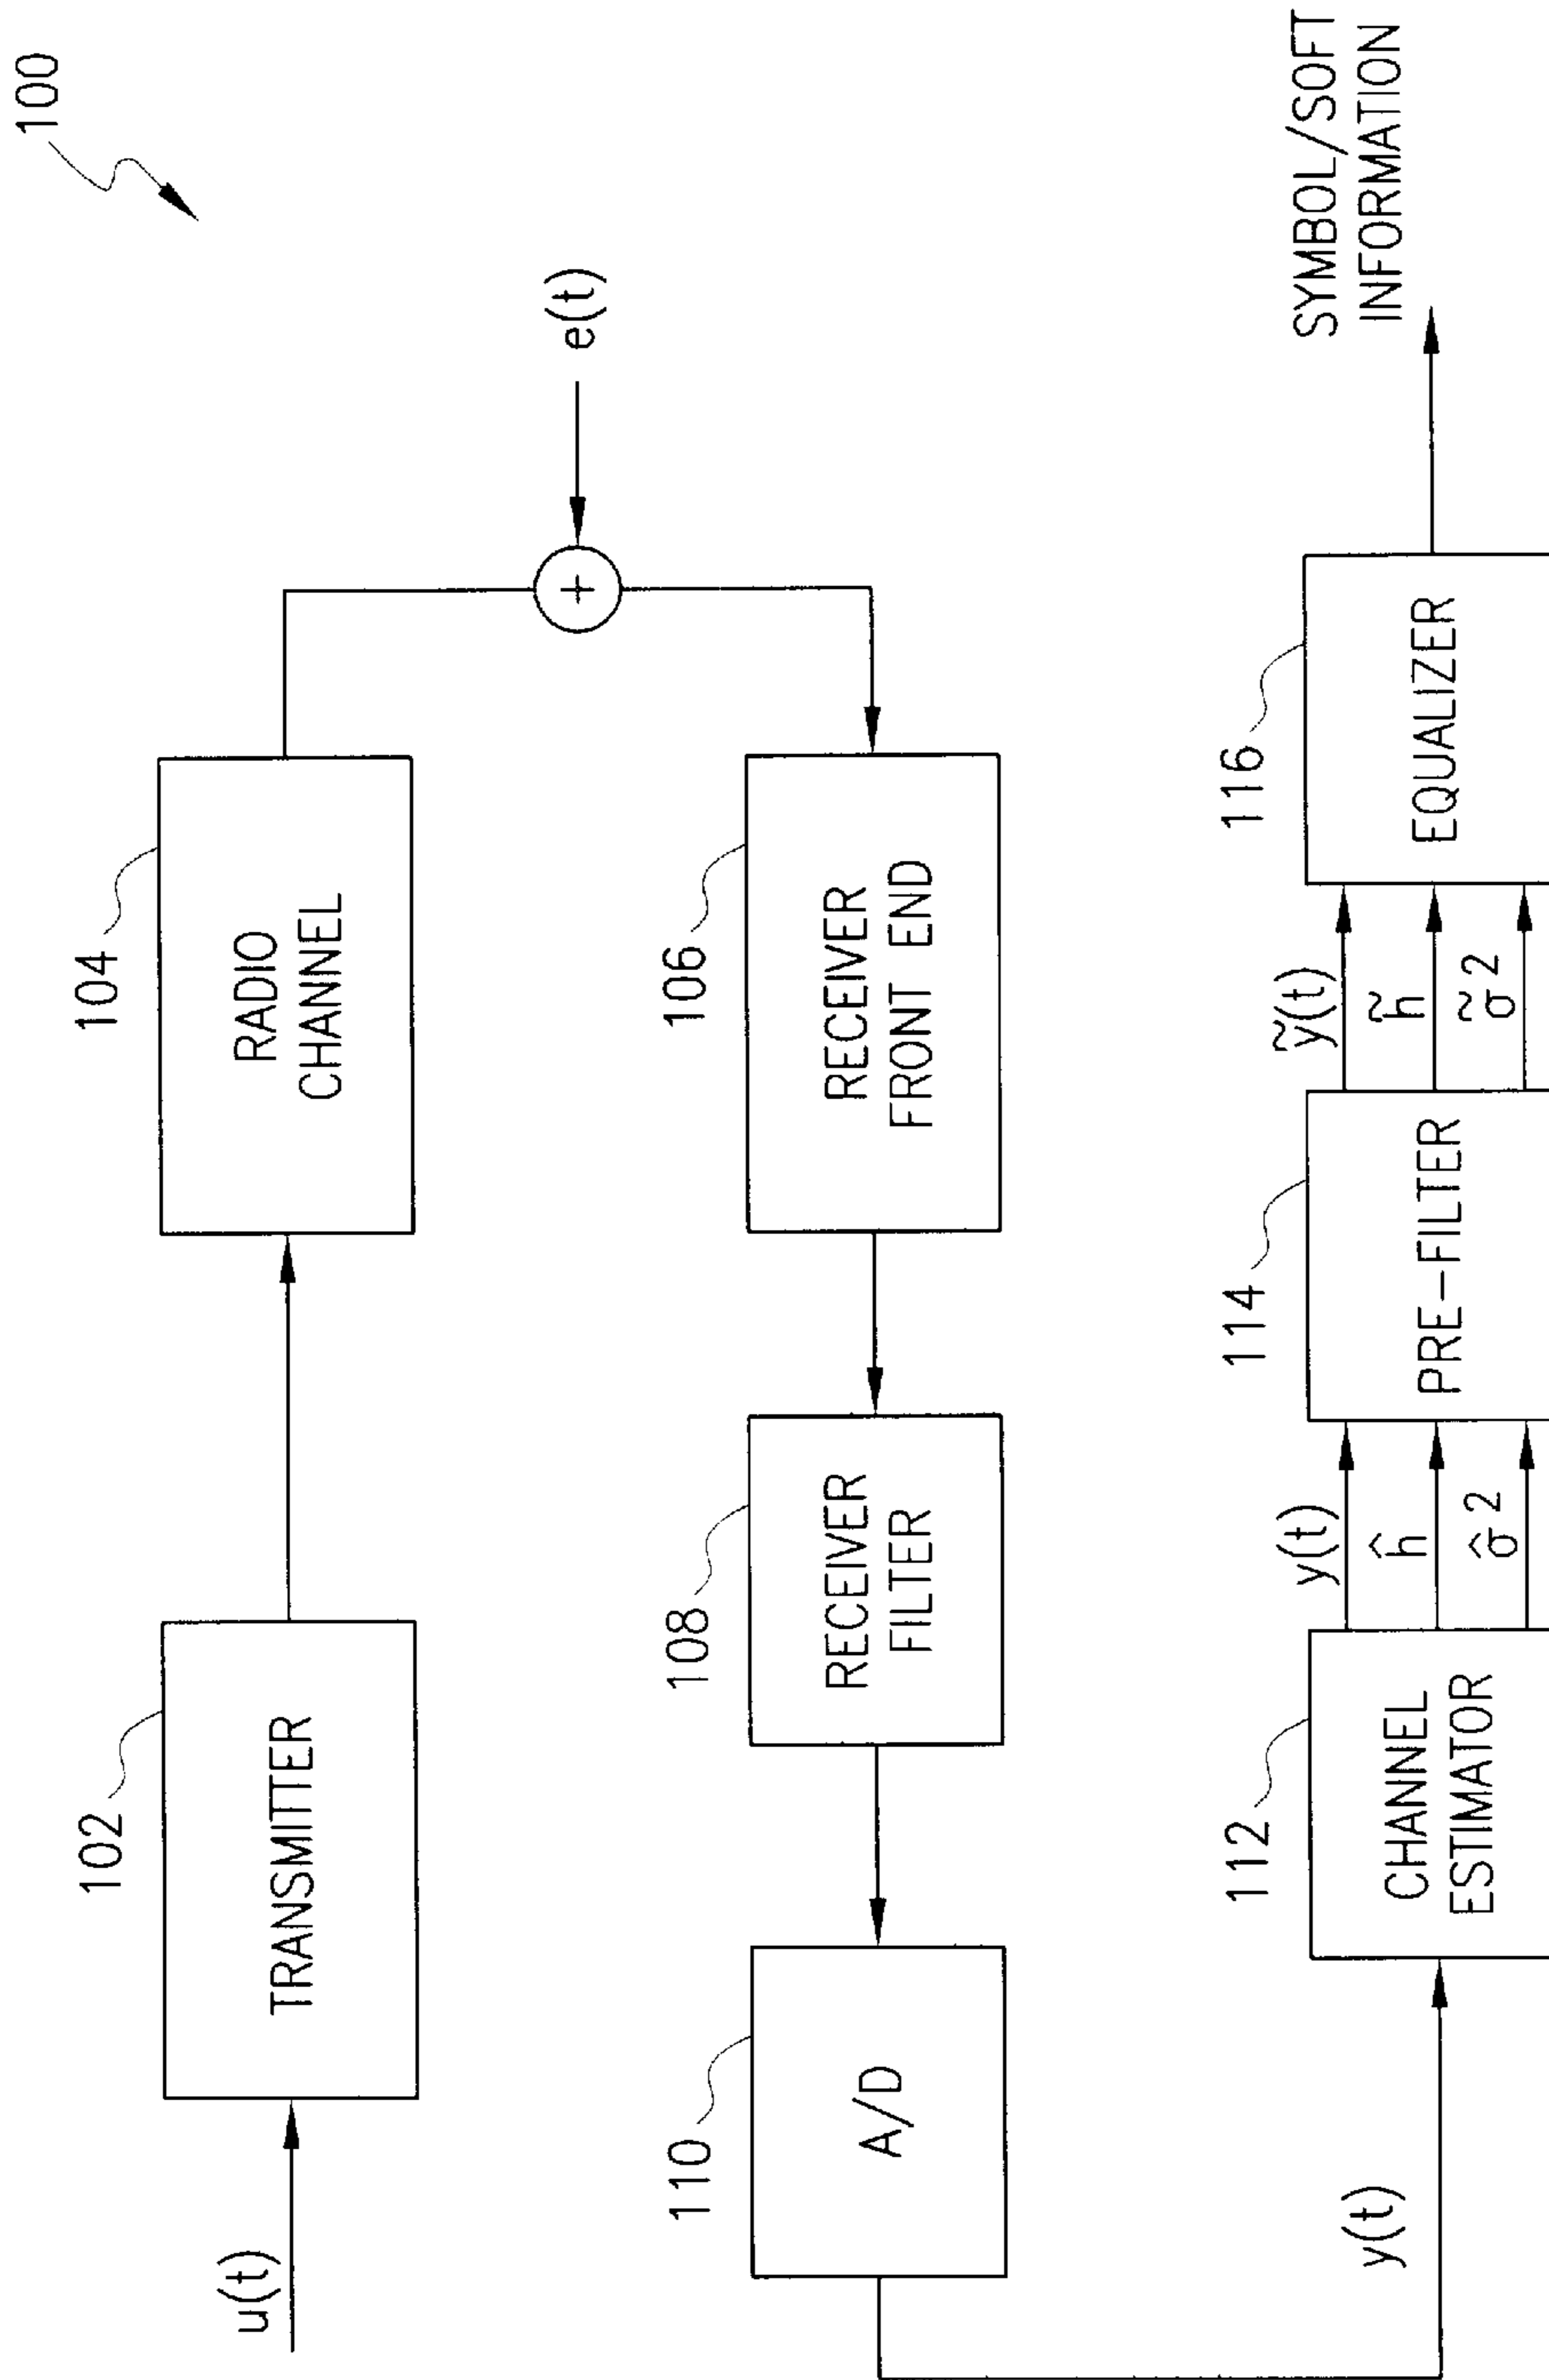 100
u(t)
102
TRANSMITTER
104
RADIO
CHANNEL
e(t)
+
106
RECEIVER
FRONT END
108
RECEIVER
FILTER
110
A/D
y(t)
112
CHANNEL
ESTIMATOR
y(t)
ĥ
σ̂²
114
PRE-FILTER
ỹ(t)
h̃
σ̃²
116
EQUALIZER
SYMBOL/SOFT
INFORMATION